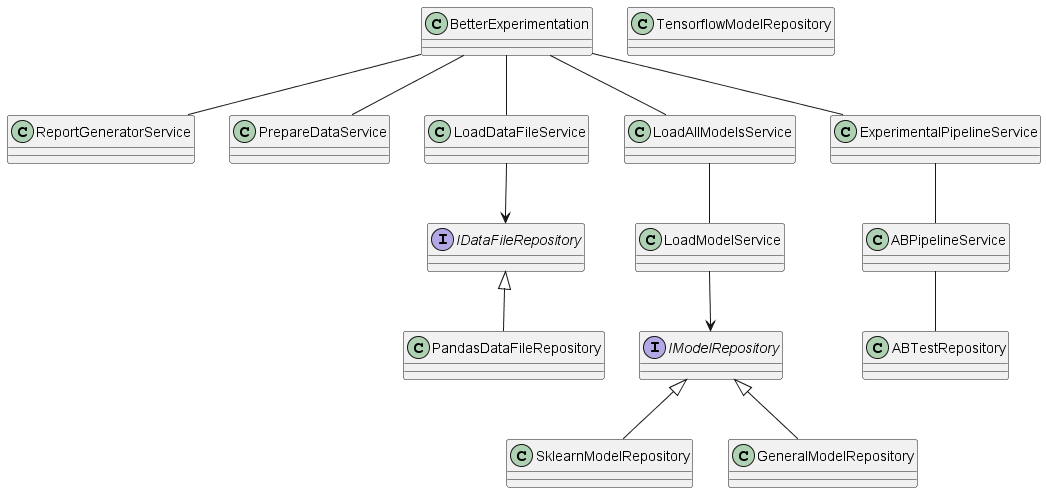 C BetterExperimentation
C TensorflowModelRepository
C ReportGeneratorService
C PrepareDataService
C LoadDataFileService
C LoadAllModelsService
C ExperimentalPipelineService
I IDataFileRepository
C LoadModelService
C ABPipelineService
C PandasDataFileRepository
I IModelRepository
C ABTestRepository
C SklearnModelRepository
C GeneralModelRepository